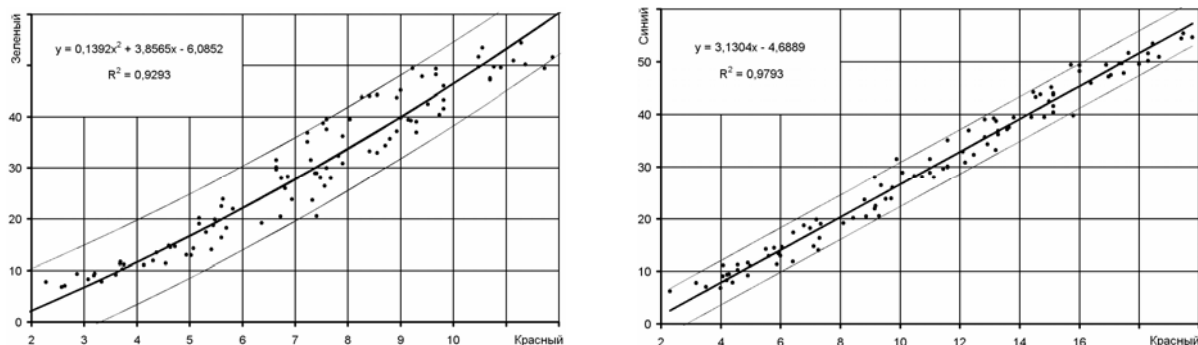 Зеленый
y = 0,1392x² + 3,8565x - 6,0852
R² = 0,9293
50
40
30
20
10
0
2 3 4 5 6 7 8 9 10 Красный
Синий
y = 3,1304x - 4,6889
R² = 0,9793
50
40
30
20
10
0
2 4 6 8 10 12 14 16 Красный